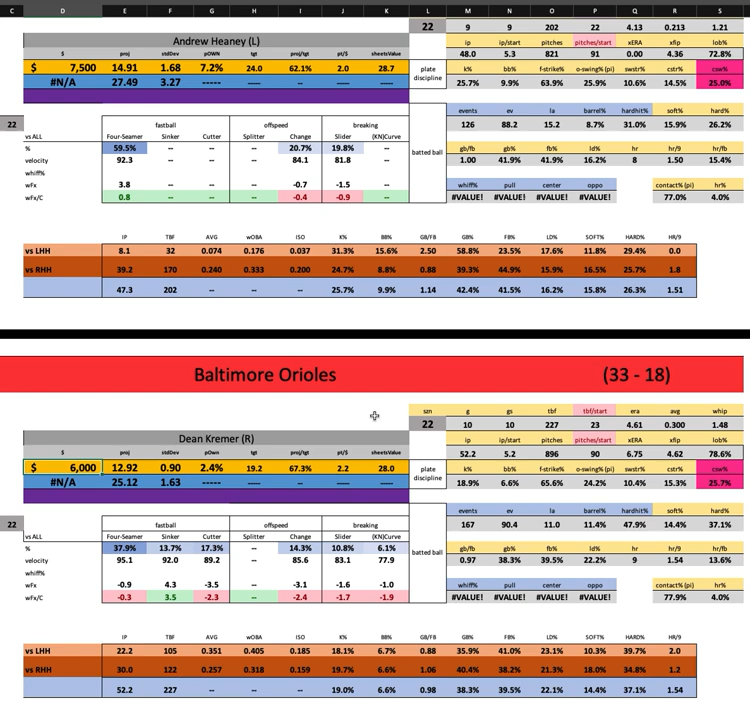 C D E F G H I J K L M N O P Q R S
22 9 9 202 22 4.13 0.213 1.21
Andrew Heaney (L) ip ip/start pitches pitches/start xERA xfip lob%
48.0 5.3 821 91 0.00 4.36 72.8%
$ proj stdDev pOWN tgt proj/tgt pt/$ sheetsValue
$ 7,500 14.91 1.68 7.2% 24.0 62.1% 2.0 28.7 plate discipline k% bb% f-strike% o-swing% (pi) swstr% cstr% csw%
#N/A 27.49 3.27 ----- ---- --- ---- ---- 25.7% 9.9% 63.9% 25.9% 10.6% 14.5% 25.0%
events ev la barrel% hardhit% soft% hard%
22 fastball offspeed breaking 126 88.2 15.2 8.7% 31.0% 15.9% 26.2%
vs ALL Four-Seamer Sinker Cutter Splitter Change Slider (KN)Curve
% 59.5% -- -- -- 20.7% 19.8% -- batted ball gb/fb gb% fb% ld% hr hr/9 hr/fb
velocity 92.3 -- -- -- 84.1 81.8 -- 1.00 41.9% 41.9% 16.2% 8 1.50 15.4%
whiff%
wFx 3.8 -- -- -- -0.7 -1.5 -- whiff% pull center oppo contact% (pi) hr%
wFx/C 0.8 -- -- -- -0.4 -0.9 -- #VALUE! #VALUE! #VALUE! #VALUE! 77.0% 4.0%
IP TBF AVG wOBA ISO K% BB% GB/FB GB% FB% LD% SOFT% HARD% HR/9
vs LHH 8.1 32 0.074 0.176 0.037 31.3% 15.6% 2.50 58.8% 23.5% 17.6% 11.8% 29.4% 0.0
vs RHH 39.2 170 0.240 0.333 0.200 24.7% 8.8% 0.88 39.3% 44.9% 15.9% 16.5% 25.7% 1.8
47.3 202 -- -- 25.7% 9.9% 1.14 42.4% 41.5% 16.2% 15.8% 26.3% 1.51
Baltimore Orioles (33 - 18)
szn g gs tbf tbf/start era avg whip
22 10 10 227 23 4.61 0.300 1.48
Dean Kremer (R) ip ip/start pitches pitches/start xERA xfip lob%
$ proj stdDev pOwn tgt proj/tgt pt/$ sheetsValue 52.2 5.2 896 90 6.75 4.62 78.6%
$ 6,000 12.92 0.90 2.4% 19.2 67.3% 2.2 28.0 plate discipline k% bb% f-strike% o-swing% (pi) swstr% cstr% csw%
#N/A 25.12 1.63 ----- ---- --- ---- ---- 18.9% 6.6% 65.6% 24.2% 10.4% 15.3% 25.7%
events ev la barrel% hardhit% soft% hard%
22 fastball offspeed breaking 167 90.4 11.0 11.4% 47.9% 14.4% 37.1%
vs ALL Four-Seamer Sinker Cutter Splitter Change Slider (KN)Curve
% 37.9% 13.7% 17.3% -- 14.3% 10.8% 6.1% batted ball gb/fb gb% fb% ld% hr hr/9 hr/fb
velocity 95.1 92.0 89.2 -- 85.6 83.1 77.9 0.97 38.3% 39.5% 22.2% 9 1.54 13.6%
whiff%
wFx -0.9 4.3 -3.5 -- -3.1 -1.6 -1.0 whiff% pull center oppo contact% (pi) hr%
wFx/C -0.3 3.5 -2.3 -- -2.4 -1.7 -1.9 #VALUE! #VALUE! #VALUE! #VALUE! 77.9% 4.0%
IP TBF AVG wOBA ISO K% BB% GB/FB GB% FB% LD% SOFT% HARD% HR/9
vs LHH 22.2 105 0.351 0.405 0.185 18.1% 6.7% 0.88 35.9% 41.0% 23.1% 10.3% 39.7% 2.0
vs RHH 30.0 122 0.257 0.318 0.159 19.7% 6.6% 1.06 40.4% 38.2% 21.3% 18.0% 34.8% 1.2
52.2 227 -- -- 19.0% 6.6% 0.98 38.3% 39.5% 22.1% 14.4% 37.1% 1.54